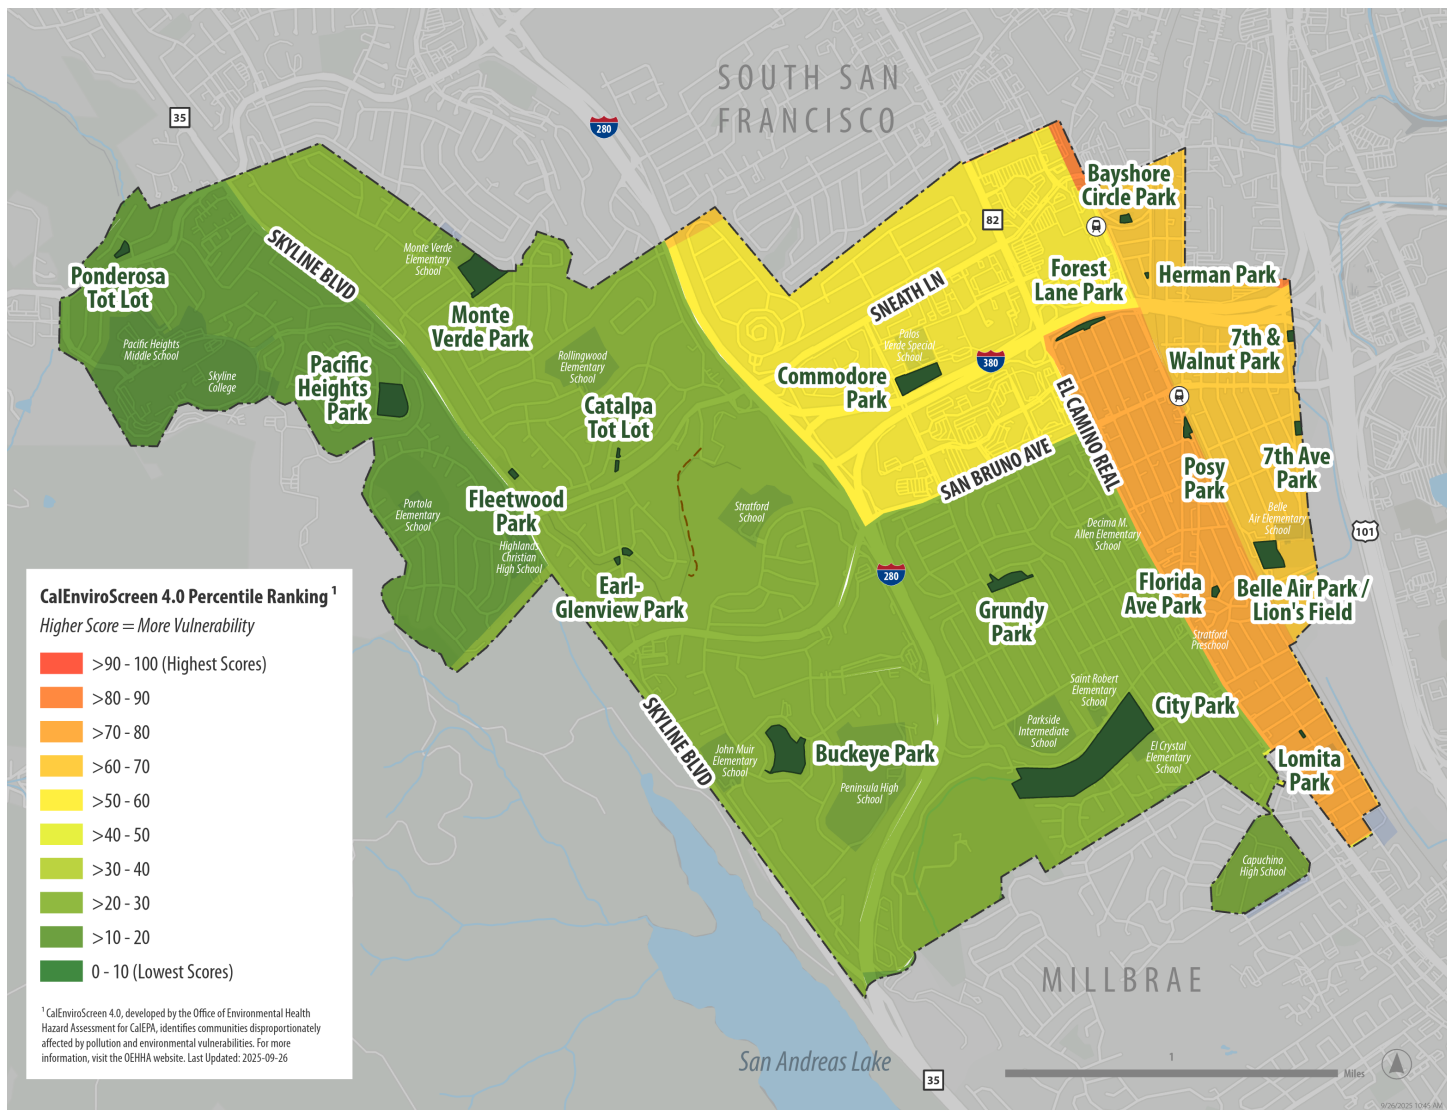 SOUTH SAN
FRANCISCO
35
280
Bayshore
Circle Park
82
SKYLINE BLVD
Monte Verde
Elementary
School
Ponderosa
Tot Lot
Forest
Lane Park
Herman Park
SNEATH LN
Monte
Verde Park
Pacific Heights
Middle School
Skyline
College
Pacific
Heights
Park
Rollingwood
Elementary
School
Palos
Verde Special
School
380
7th &
Walnut Park
Commodore
Park
Catalpa
Tot Lot
EL CAMINO REAL
SAN BRUNO AVE
Posy
Park
7th Ave
Park
Portola
Elementary
School
Fleetwood
Park
Highlands
Christian
High School
Stratford
School
Decima M.
Allen Elementary
School
Belle
Air Elementary
School
101
280
Earl-
Glenview Park
Grundy
Park
Florida
Ave Park
Belle Air Park /
Lion's Field
Stratford
Preschool
SKYLINE BLVD
John Muir
Elementary
School
Buckeye Park
Peninsula High
School
Saint Robert
Elementary
School
Parkside
Intermediate
School
City Park
El Crystal
Elementary
School
Lomita
Park
Capuchino
High School
MILLBRAE
San Andreas Lake
35
CalEnviroScreen 4.0 Percentile Ranking 1
Higher Score = More Vulnerability
>90 - 100 (Highest Scores)
>80 - 90
>70 - 80
>60 - 70
>50 - 60
>40 - 50
>30 - 40
>20 - 30
>10 - 20
0 - 10 (Lowest Scores)
1 CalEnviroScreen 4.0, developed by the Office of Environmental Health
Hazard Assessment for CalEPA, identifies communities disproportionately
affected by pollution and environmental vulnerabilities. For more
information, visit the OEHHA website. Last Updated: 2025-09-26
1
Miles
9/26/2025 10:45 AM